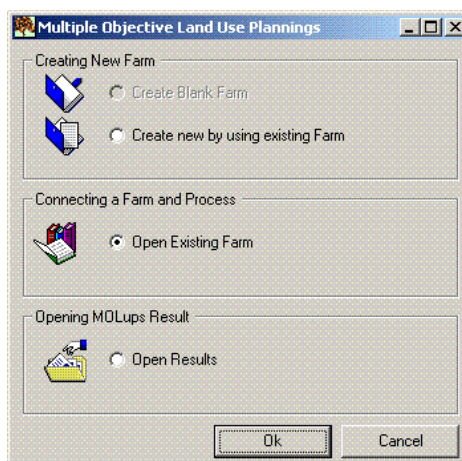 Multiple Objective Land Use Plannings
Creating New Farm
Create Blank Farm
Create new by using existing Farm
Connecting a Farm and Process
Open Existing Farm
Opening MOLups Result
Open Results
Ok
Cancel